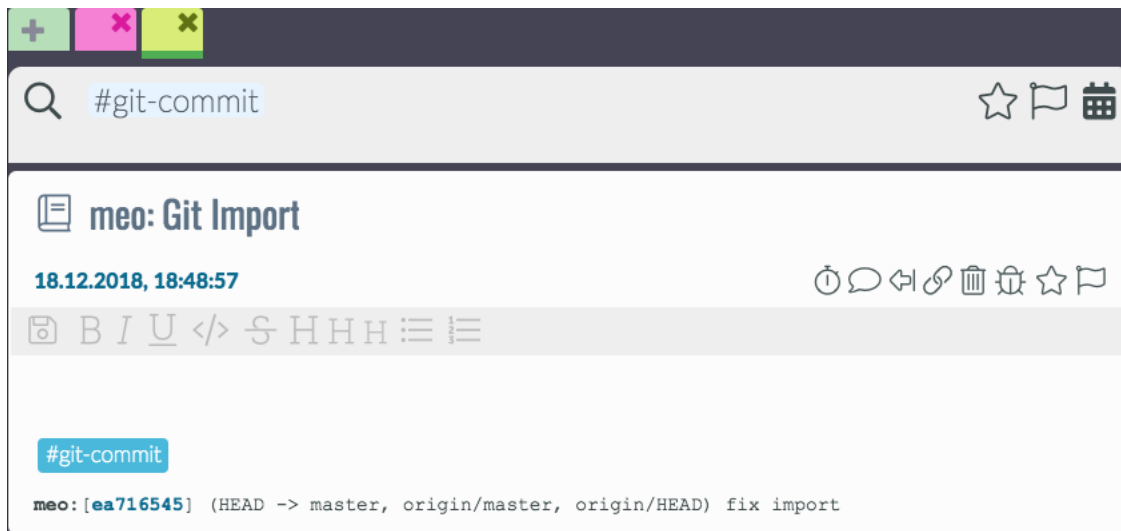 #git-commit
meo: Git Import
18.12.2018, 18:48:57
B I U </> S H H H
#git-commit
meo: [ea716545] (HEAD -> master, origin/master, origin/HEAD) fix import